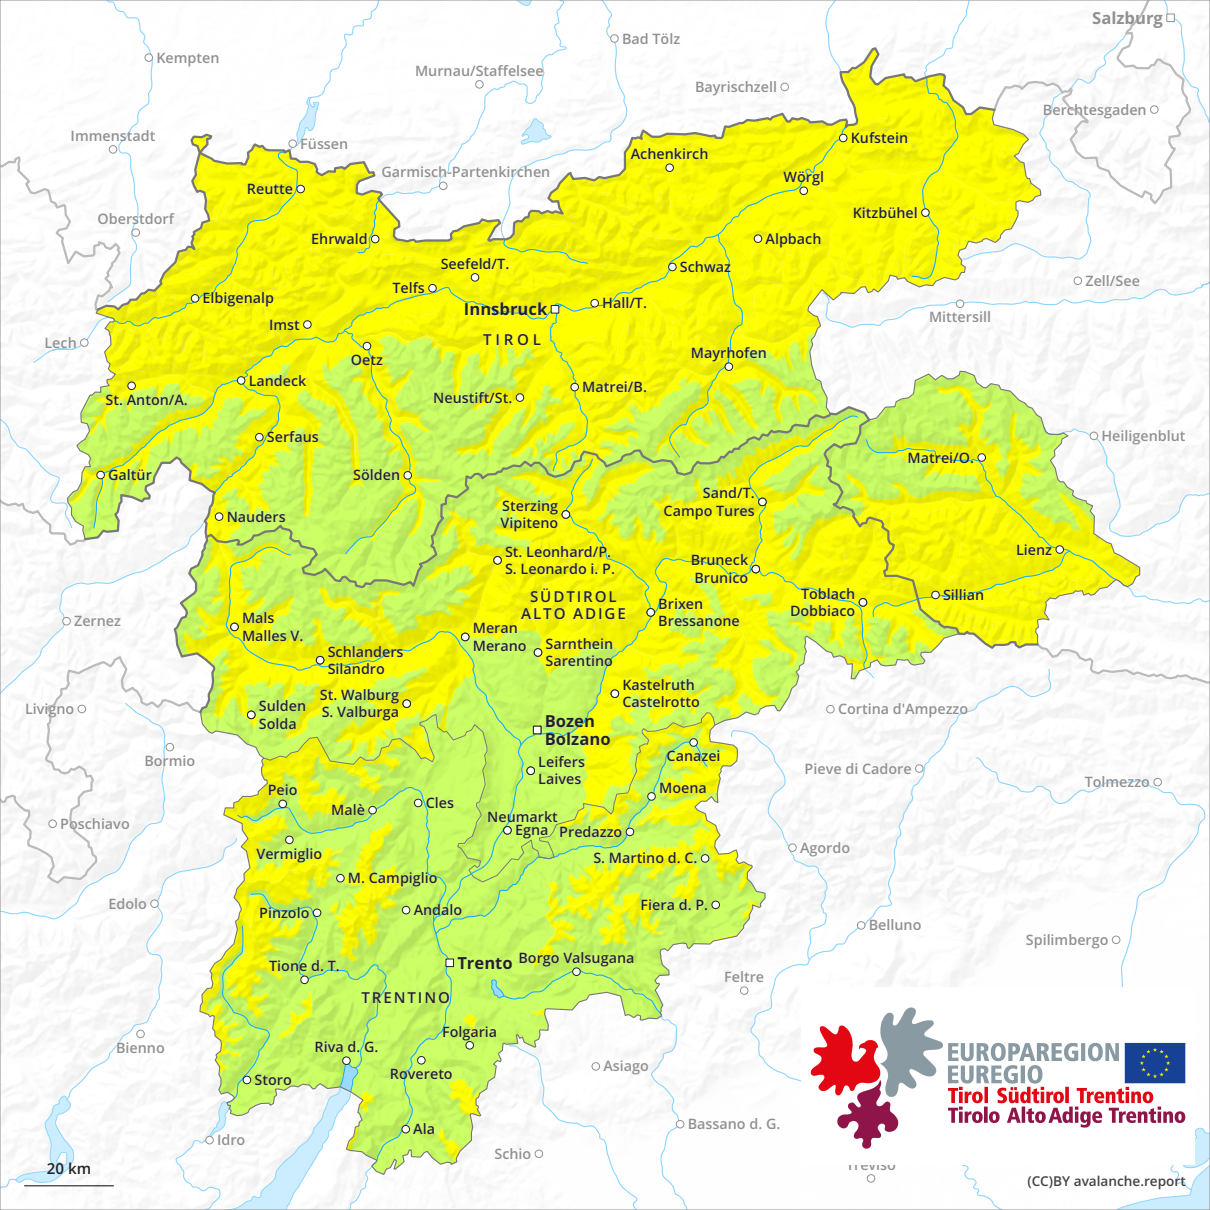 Salzburg
Bad Tölz
Kempten
Murnau/Staffelsee
Bayrischzell
Berchtesgaden
Immenstadt
Füssen
Kufstein
Achenkirch
Garmisch-Partenkirchen
Wörgl
Reutte
Oberstdorf
Kitzbühel
Ehrwald
Alpbach
Seefeld/T.
Schwaz
Zell/See
Telfs
Elbigenalp
Hall/T.
Innsbruck
Mittersill
Imst
TIROL
Lech
Oetz
Mayrhofen
Landeck
Matrei/B.
St. Anton/A.
Neustift/St.
Serfaus
Heiligenblut
Matrei/O.
Galtür
Sölden
Sand/T.
Campo Tures
Sterzing
Vipiteno
Nauders
St. Leonhard/P.
S. Leonardo i. P.
Lienz
Bruneck
Brunico
SÜDTIROL
ALTO ADIGE
Toblach
Dobbiaco
Sillian
Brixen
Bressanone
Zernez
Mals
Malles V.
Meran
Merano
Sarnthein
Sarentino
Schlanders
Silandro
Kastelruth
Castelrotto
St. Walburg
S. Valburga
Livigno
Sulden
Solda
Cortina d'Ampezzo
Bozen
Bolzano
Bormio
Canazei
Leifers
Laives
Pieve di Cadore
Tolmezzo
Peio
Moena
Cles
Malè
Neumarkt
Egna
Poschiavo
Predazzo
Vermiglio
Agordo
S. Martino d. C.
M. Campiglio
Edolo
Fiera d. P.
Pinzolo
Andalo
Belluno
Spilimbergo
Borgo Valsugana
Trento
Tione d. T.
Feltre
TRENTINO
Folgaria
Bienno
Riva d. G.
EUROPAREGION
EUREGIO
Asiago
Rovereto
Storo
Tirol Südtirol Trentino
Tirolo Alto Adige Trentino
Bassano d. G.
Ala
Idro
Schio
Treviso
20 km
(CC)BY avalanche.report